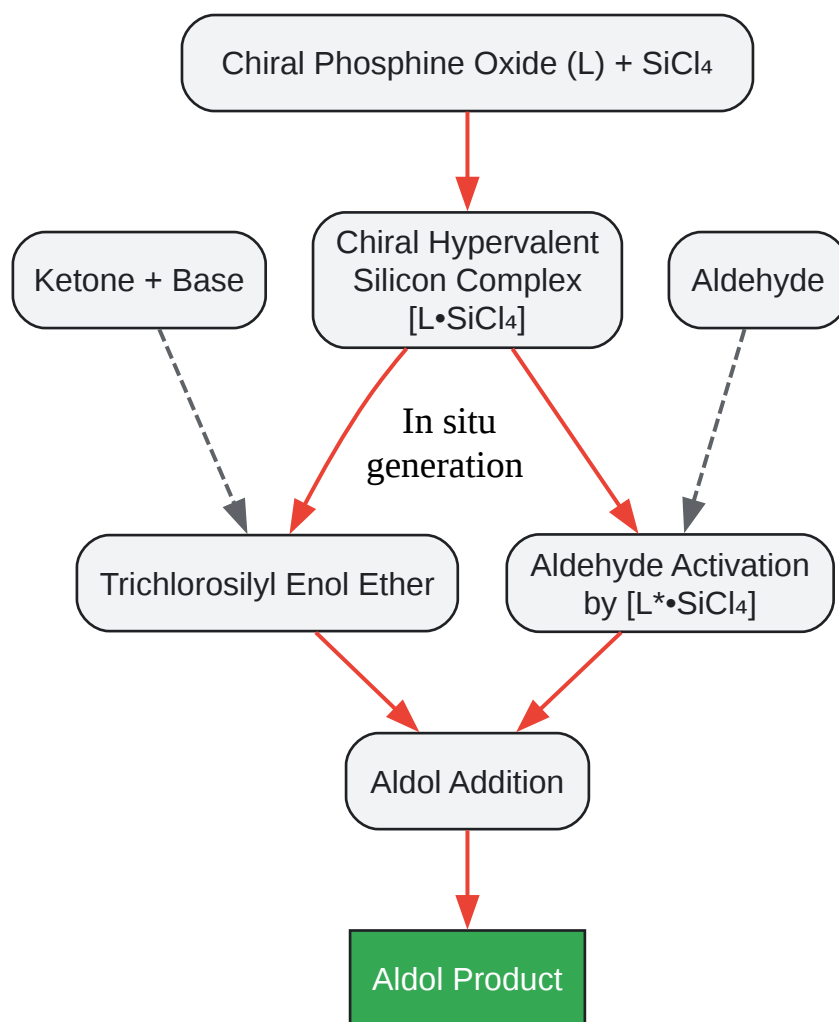 Chiral Phosphine Oxide (L) + SiCl₄
Chiral Hypervalent
Silicon Complex
[L•SiCl₄]
Ketone + Base
Aldehyde
In situ
generation
Trichlorosilyl Enol Ether
Aldehyde Activation
by [L*•SiCl₄]
Aldol Addition
Aldol Product